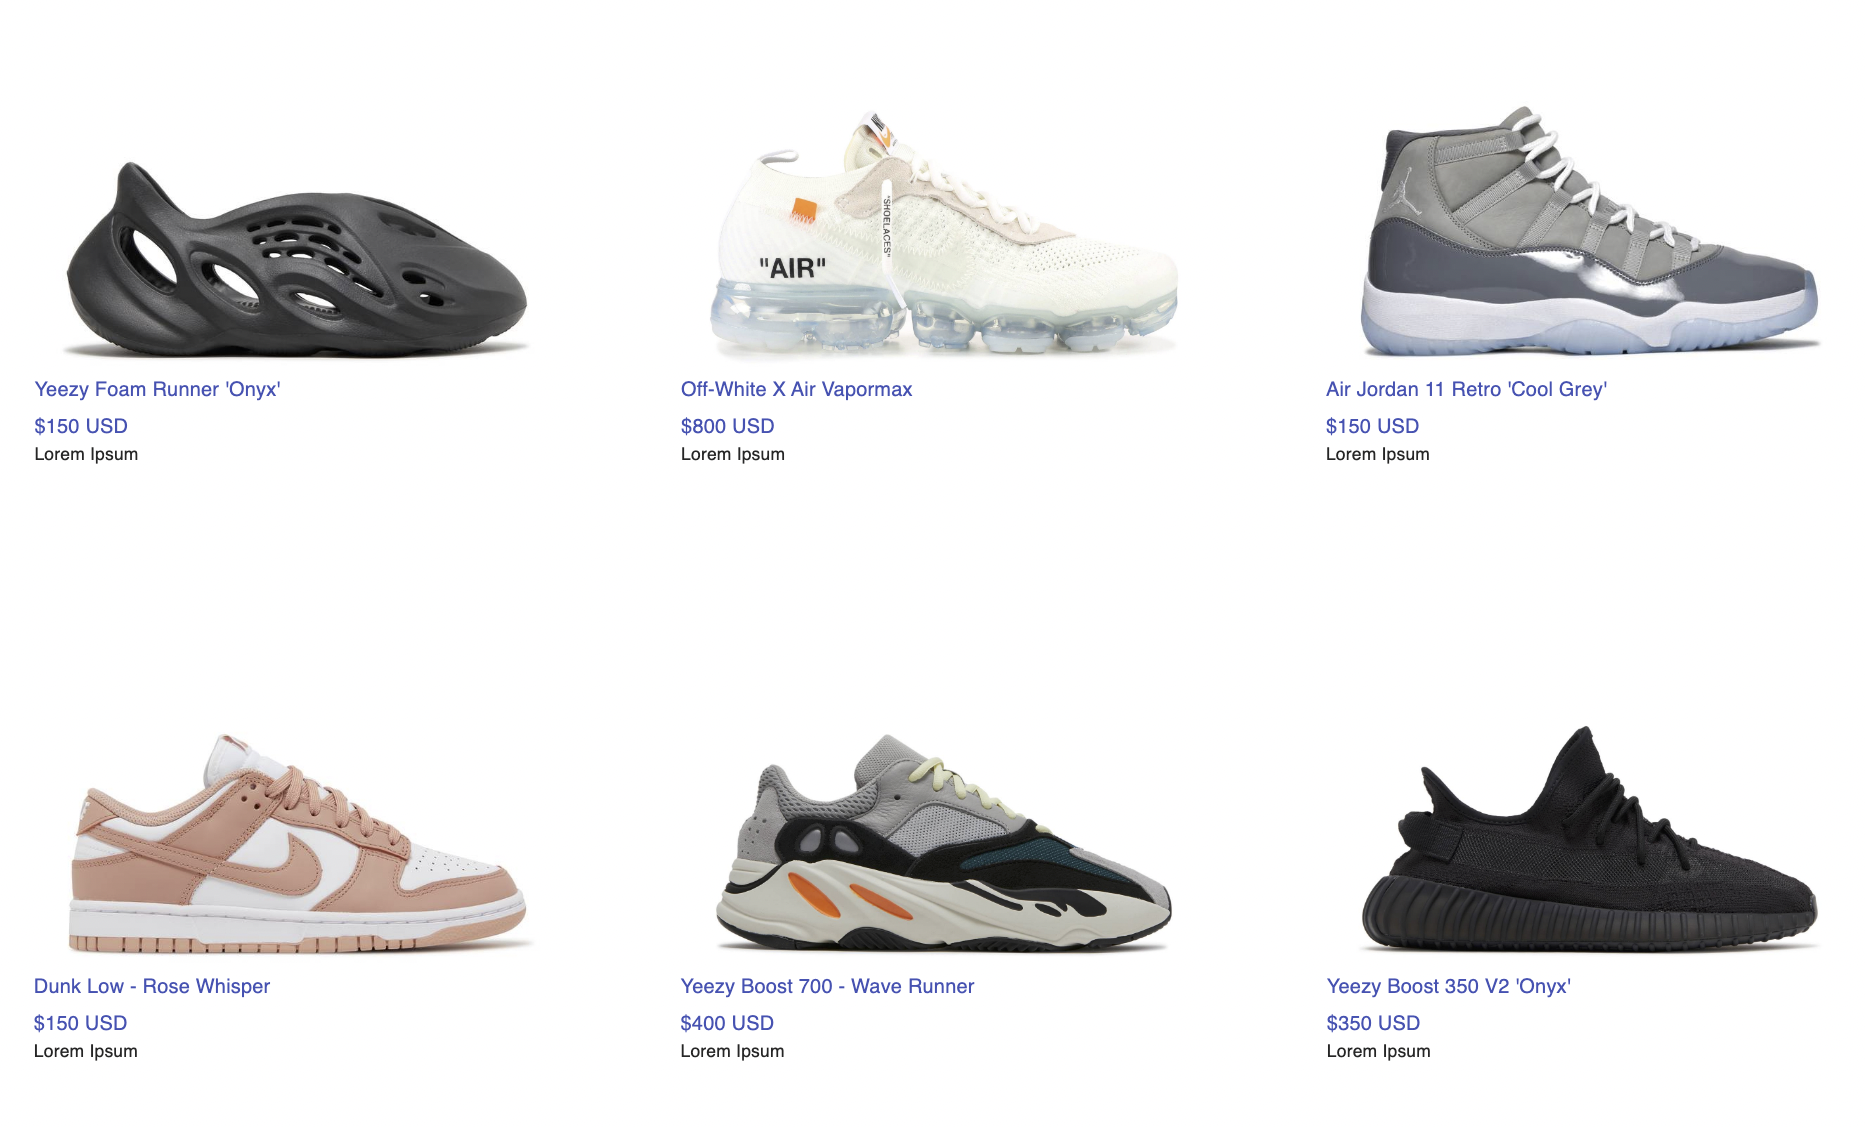 "AIR"
"SHOELACES"
Yeezy Foam Runner 'Onyx'
$150 USD
Lorem Ipsum
Off-White X Air Vapormax
$800 USD
Lorem Ipsum
Air Jordan 11 Retro 'Cool Grey'
$150 USD
Lorem Ipsum
Dunk Low - Rose Whisper
$150 USD
Lorem Ipsum
Yeezy Boost 700 - Wave Runner
$400 USD
Lorem Ipsum
Yeezy Boost 350 V2 'Onyx'
$350 USD
Lorem Ipsum